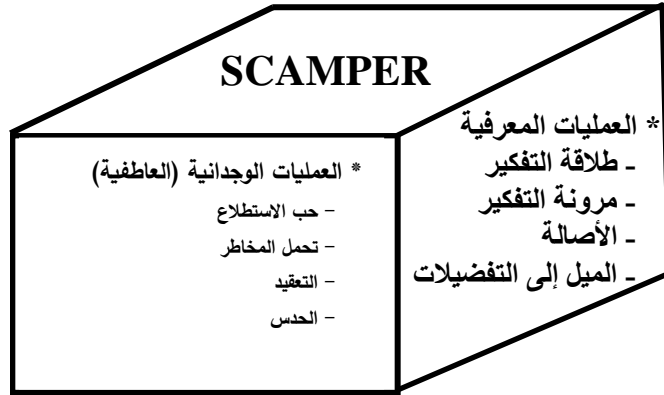 SCAMPER
* العمليات المعرفية
- طلاقة التفكير
- مرونة التفكير
- الأصالة
- الميل إلى التفضيلات
* العمليات الوجدانية (العاطفية)
- حب الاستطلاع
- تحمل المخاطر
- التعقيد
- الحدس